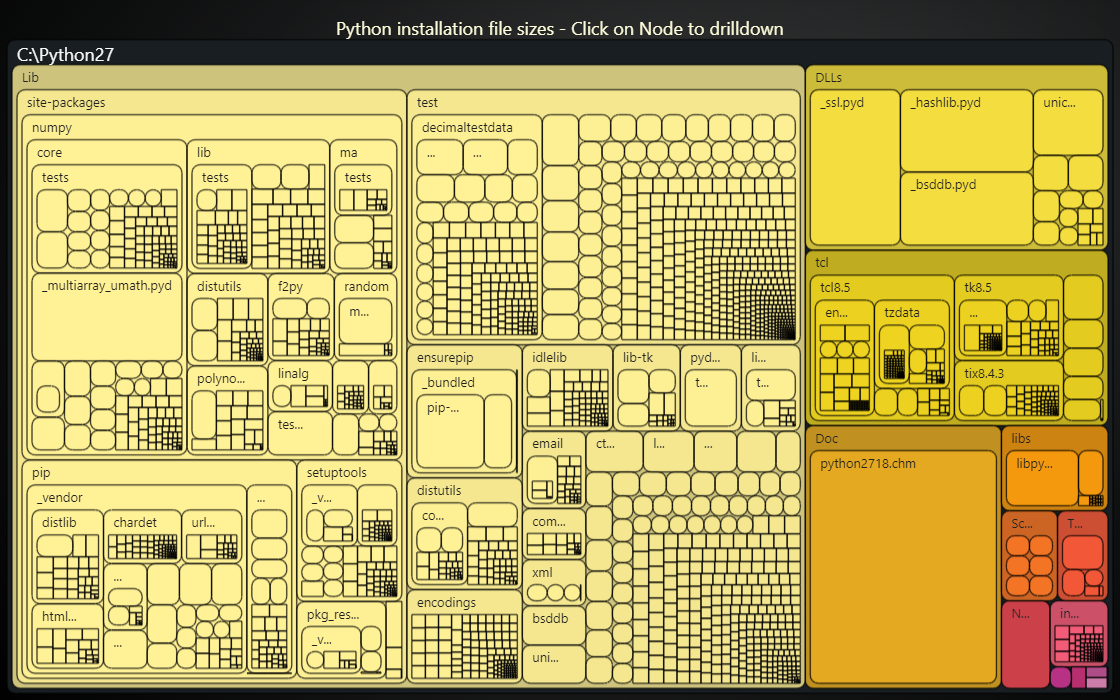 Python installation file sizes - Click on Node to drilldown
C:\Python27
Lib
site-packages
numpy
core
tests
lib
tests
ma
tests
_multiarray_umath.pyd
distutils
f2py
random
m...
polyno...
linalg
tes...
pip
_vendor
distlib
chardet
url...
...
html...
...
...
setuptools
_v...
pkg_res...
_v...
test
decimaltestdata
...
...
ensurepip
_bundled
pip-...
idlelib
lib-tk
pyd...
t...
li...
t...
distutils
co...
email
ct...
l...
...
com...
xml
encodings
bsddb
uni...
DLLs
_ssl.pyd
_hashlib.pyd
unic...
_bsddb.pyd
tcl
tcl8.5
en...
tzdata
tk8.5
...
tix8.4.3
Doc
python2718.chm
libs
libpy...
Sc...
T...
N...
in...